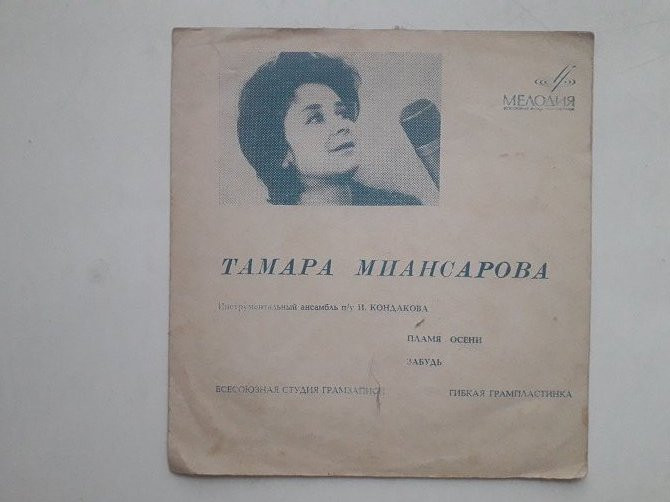 МЕЛОДИЯ
ТАМАРА МИАНСАРОВА
Инструментальный ансамбль п/у И. КОНДАКОВА
ПЛАМЯ ОСЕНИ
ЗАБУДЬ
ВСЕСОЮЗНАЯ СТУДИЯ ГРАМЗАПИСИ ГИБКАЯ ГРАМПЛАСТИНКА